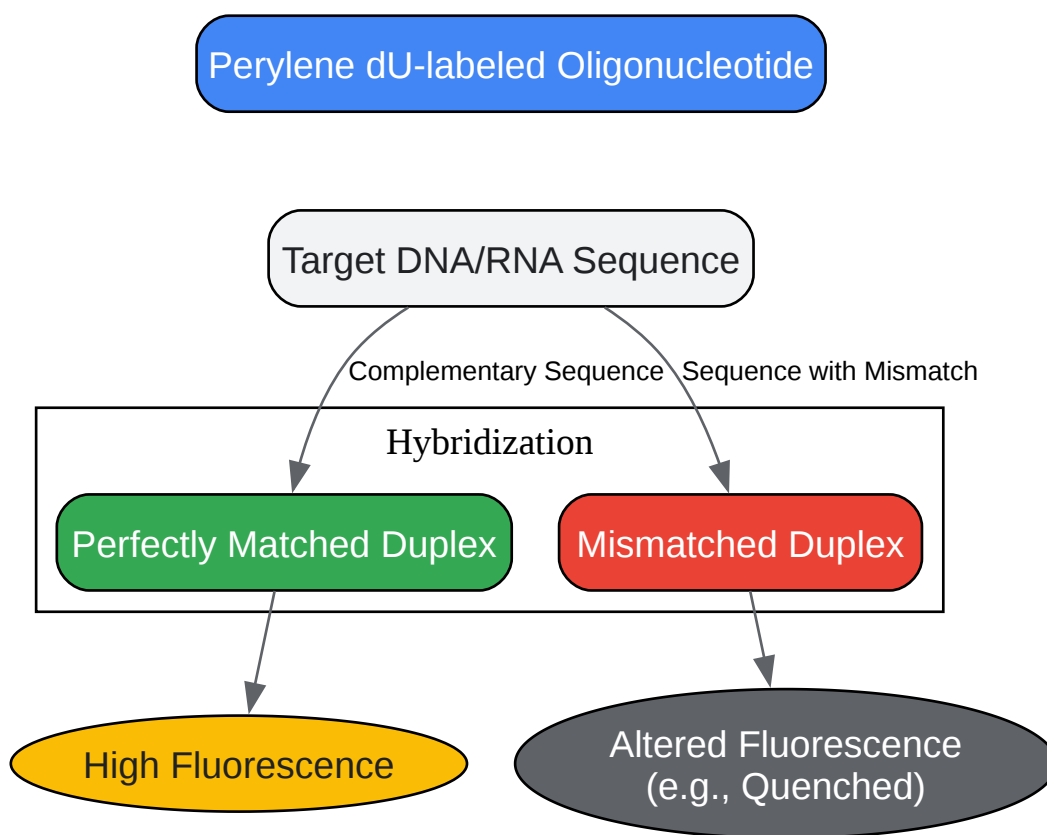 Perylene dU-labeled Oligonucleotide
Target DNA/RNA Sequence
Complementary Sequence
Sequence with Mismatch
Hybridization
Perfectly Matched Duplex
Mismatched Duplex
High Fluorescence
Altered Fluorescence
(e.g., Quenched)